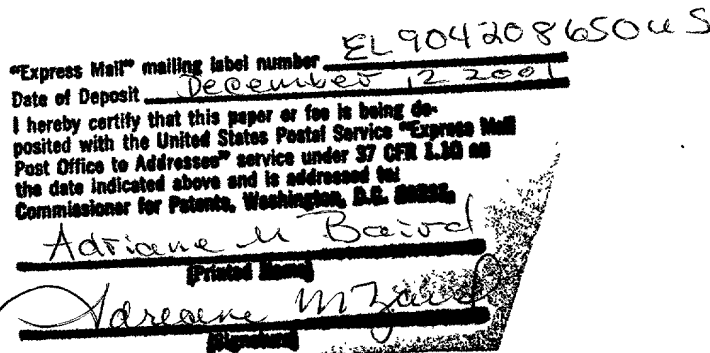 "Express Mail" mailing label number EL904208650US
Date of Deposit December 12 2001
I hereby certify that this paper or fee is being de-
posited with the United States Postal Service "Express Mail
Post Office to Addressee" service under 37 CFR 1.10 on
the date indicated above and is addressed to:
Commissioner for Patents, Washington, D.C.
Adriane M Baird
(Printed Name)
Adreane M Baird
(Signature)